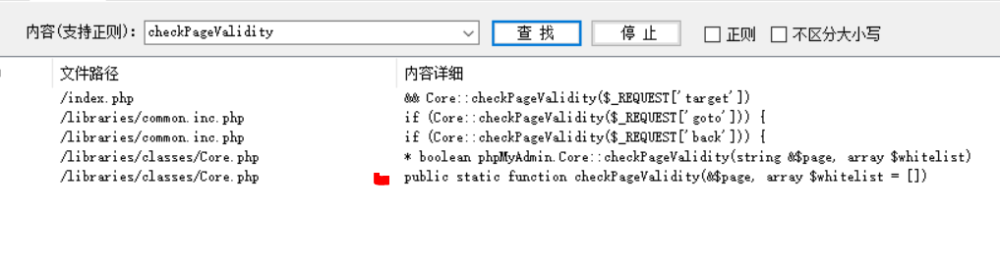 内容(支持正则): checkPageValidity 查找 停止 正则 不区分大小写
文件路径 内容详细
/index.php && Core::checkPageValidity($_REQUEST['target'])
/libraries/common.inc.php if (Core::checkPageValidity($_REQUEST['goto'])) {
/libraries/common.inc.php if (Core::checkPageValidity($_REQUEST['back'])) {
/libraries/classes/Core.php * boolean phpMyAdmin.Core::checkPageValidity(string &$page, array $whitelist)
/libraries/classes/Core.php public static function checkPageValidity(&$page, array $whitelist = [])